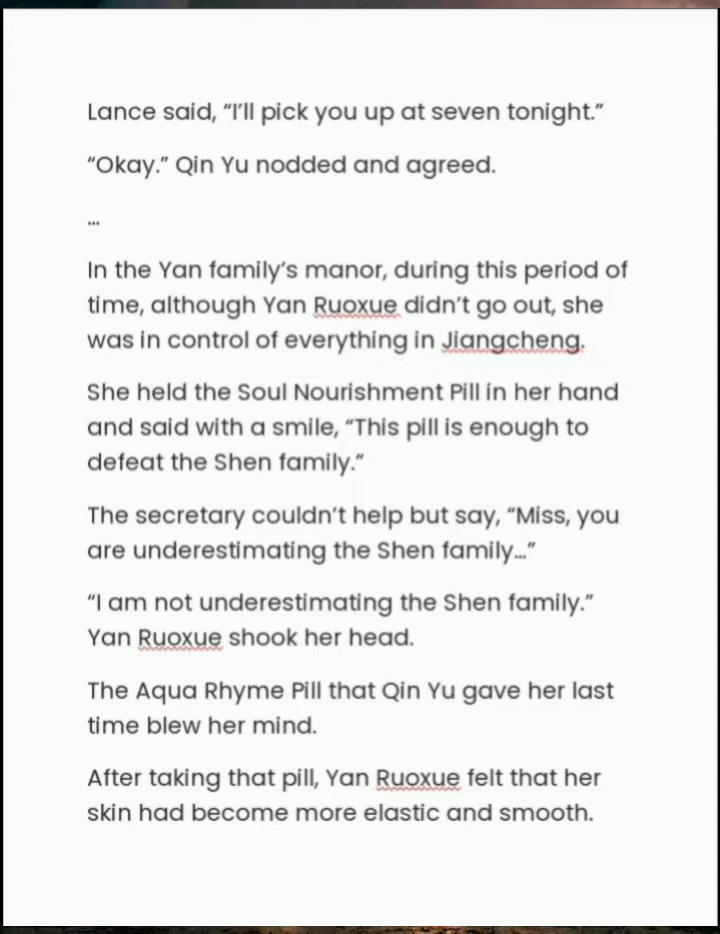 Lance said, “I’ll pick you up at seven tonight.”
“Okay.” Qin Yu nodded and agreed.
…
In the Yan family’s manor, during this period of
time, although Yan Ruoxue didn’t go out, she
was in control of everything in Jiangcheng.
She held the Soul Nourishment Pill in her hand
and said with a smile, “This pill is enough to
defeat the Shen family.”
The secretary couldn’t help but say, “Miss, you
are underestimating the Shen family…”
“I am not underestimating the Shen family.”
Yan Ruoxue shook her head.
The Aqua Rhyme Pill that Qin Yu gave her last
time blew her mind.
After taking that pill, Yan Ruoxue felt that her
skin had become more elastic and smooth.